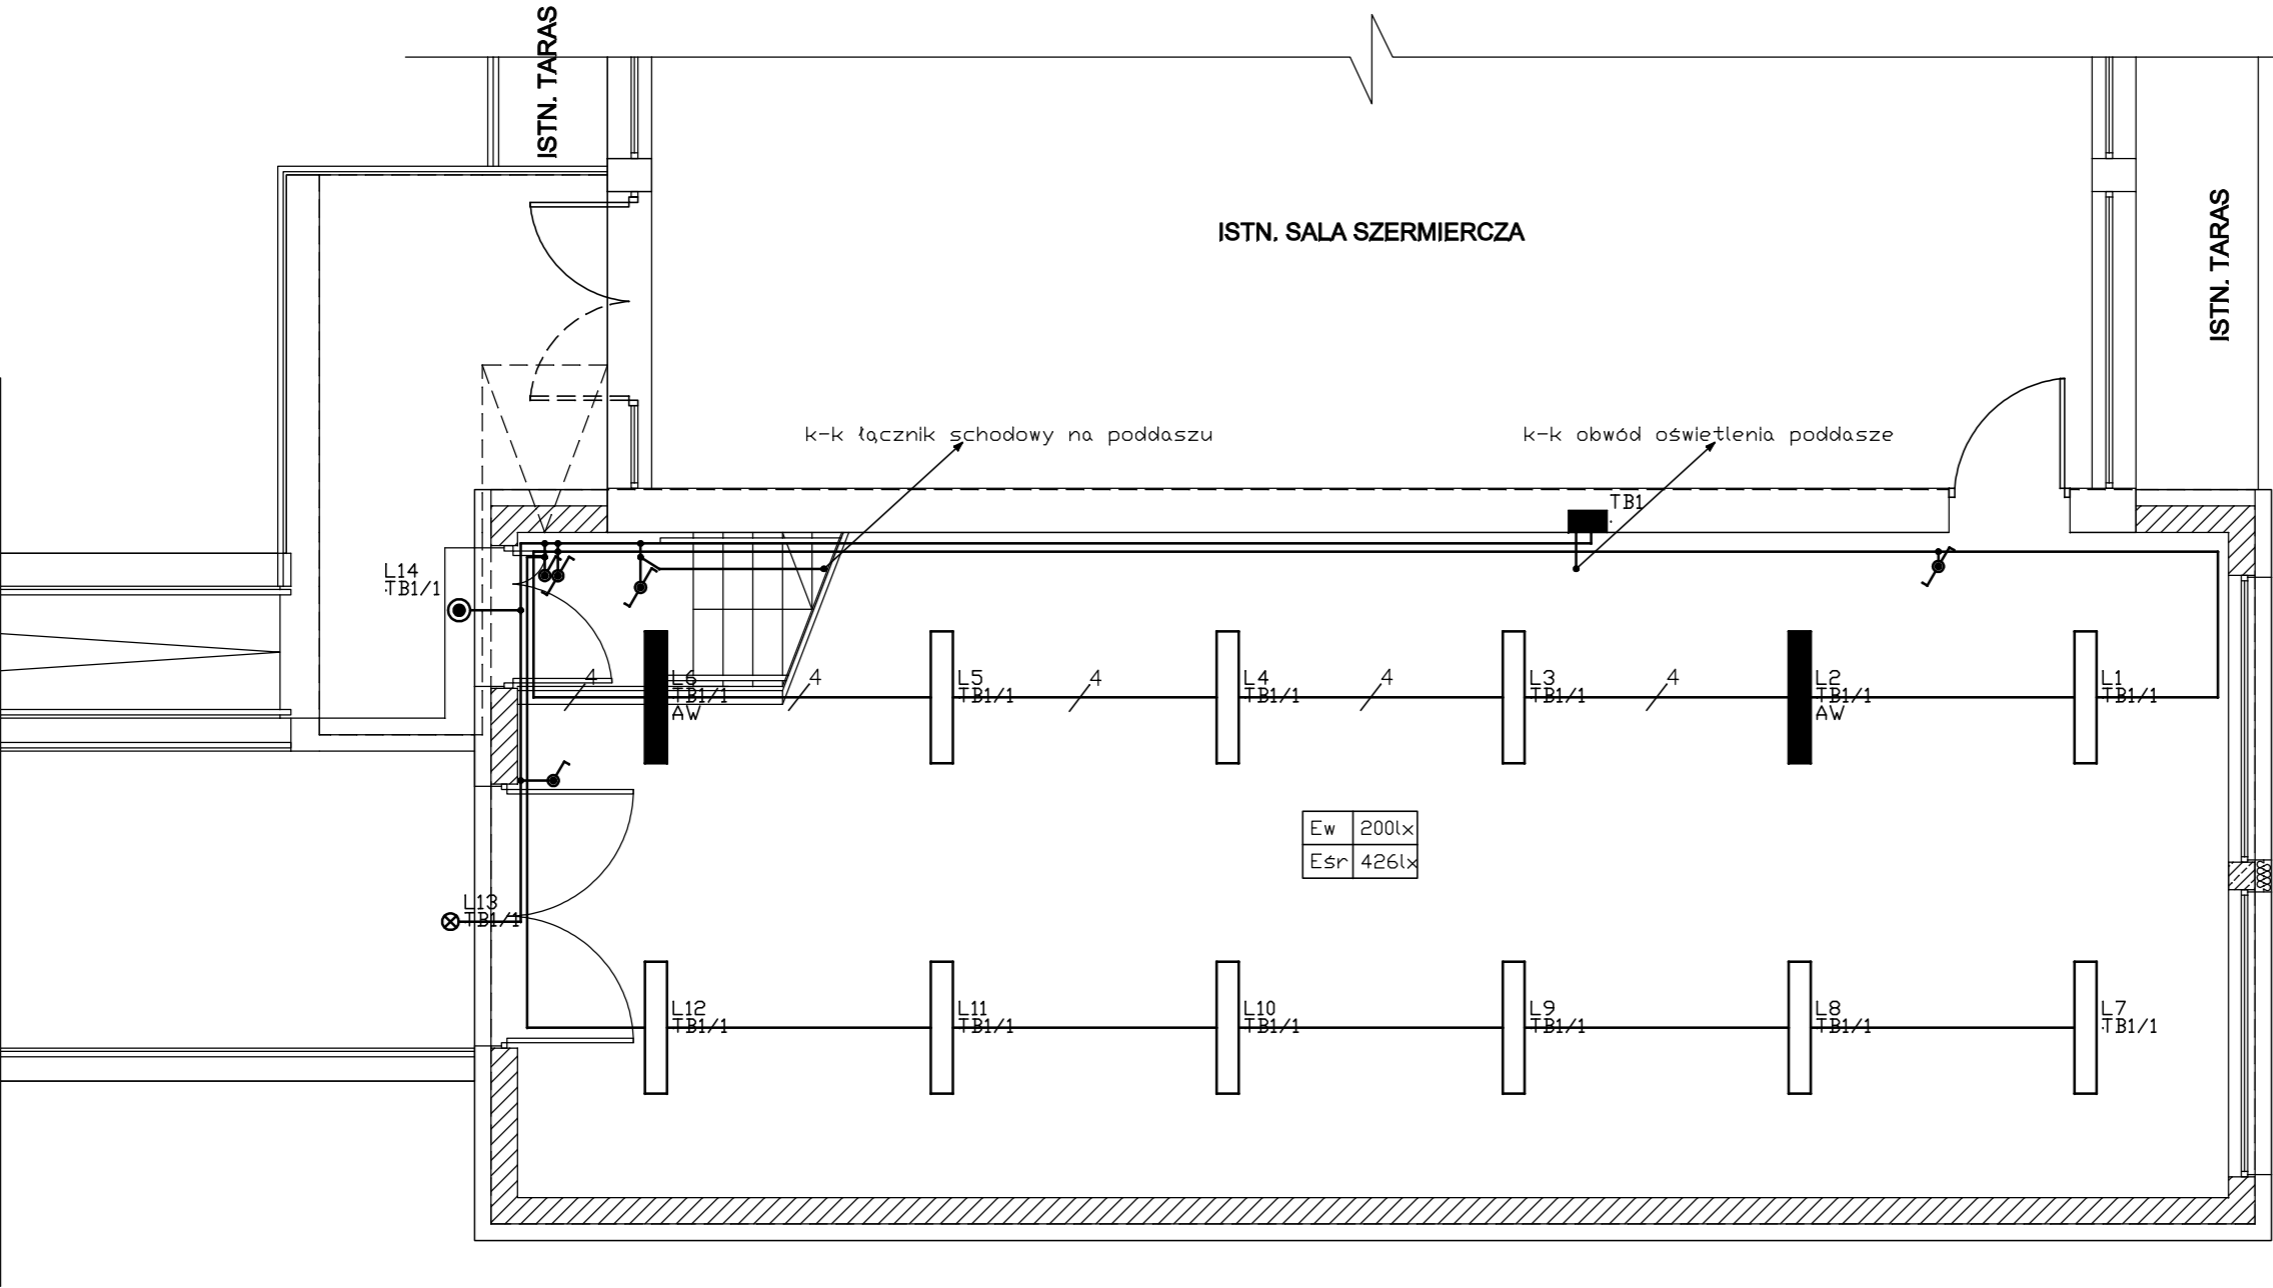 ISTN. TARAS
ISTN. SALA SZERMIERCZA
ISTN. TARAS
k-k łącznik schodowy na poddaszu
k-k obwód oświetlenia poddasze
TB1
L14
TB1/1
4
L6
TB1/1
AW
4
L5
TB1/1
4
L4
TB1/1
4
L3
TB1/1
4
L2
TB1/1
AW
L1
TB1/1
Ew 200lx
Eśr 426lx
L13
TB1/1
L12
TB1/1
L11
TB1/1
L10
TB1/1
L9
TB1/1
L8
TB1/1
L7
TB1/1